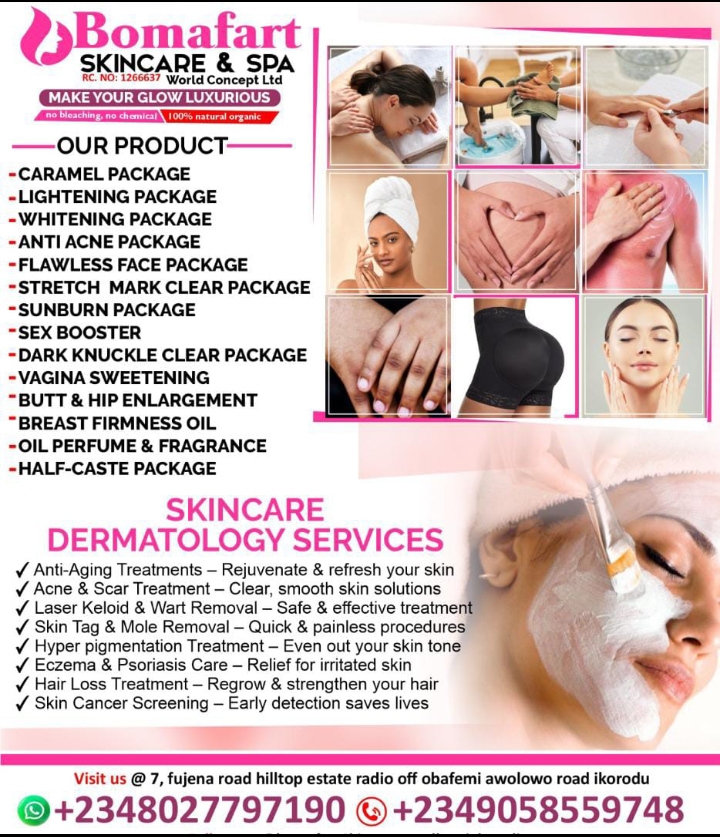 Bomafart
SKINCARE & SPA
RC. NO: 1266637 World Concept Ltd
MAKE YOUR GLOW LUXURIOUS
no bleaching, no chemical 100% natural organic
OUR PRODUCT
-CARAMEL PACKAGE
-LIGHTENING PACKAGE
-WHITENING PACKAGE
-ANTI ACNE PACKAGE
-FLAWLESS FACE PACKAGE
-STRETCH MARK CLEAR PACKAGE
-SUNBURN PACKAGE
-SEX BOOSTER
-DARK KNUCKLE CLEAR PACKAGE
-VAGINA SWEETENING
-BUTT & HIP ENLARGEMENT
-BREAST FIRMNESS OIL
-OIL PERFUME & FRAGRANCE
-HALF-CASTE PACKAGE
SKINCARE
DERMATOLOGY SERVICES
✓ Anti-Aging Treatments – Rejuvenate & refresh your skin
✓ Acne & Scar Treatment – Clear, smooth skin solutions
✓ Laser Keloid & Wart Removal – Safe & effective treatment
✓ Skin Tag & Mole Removal – Quick & painless procedures
✓ Hyper pigmentation Treatment – Even out your skin tone
✓ Eczema & Psoriasis Care – Relief for irritated skin
✓ Hair Loss Treatment – Regrow & strengthen your hair
✓ Skin Cancer Screening – Early detection saves lives
Visit us @ 7, fujena road hilltop estate radio off obafemi awolowo road ikorodu
+2348027797190 +2349058559748